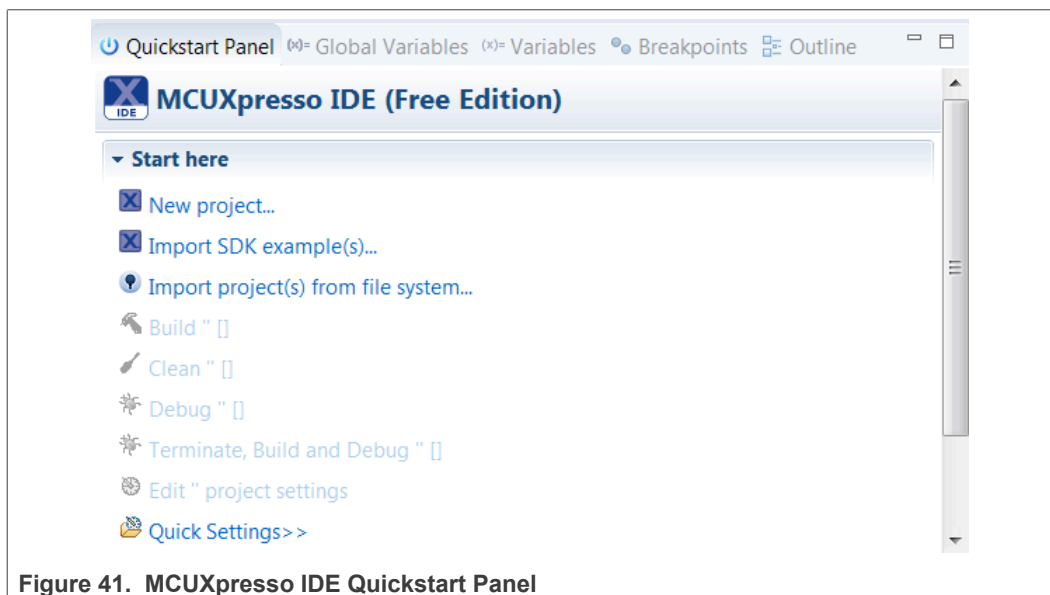 Quickstart Panel (x)= Global Variables (x)= Variables Breakpoints Outline
IDE MCUXpresso IDE (Free Edition)
Start here
New project...
Import SDK example(s)...
Import project(s) from file system...
Build '' []
Clean '' []
Debug '' []
Terminate, Build and Debug '' []
Edit '' project settings
Quick Settings>>
Figure 41. MCUXpresso IDE Quickstart Panel